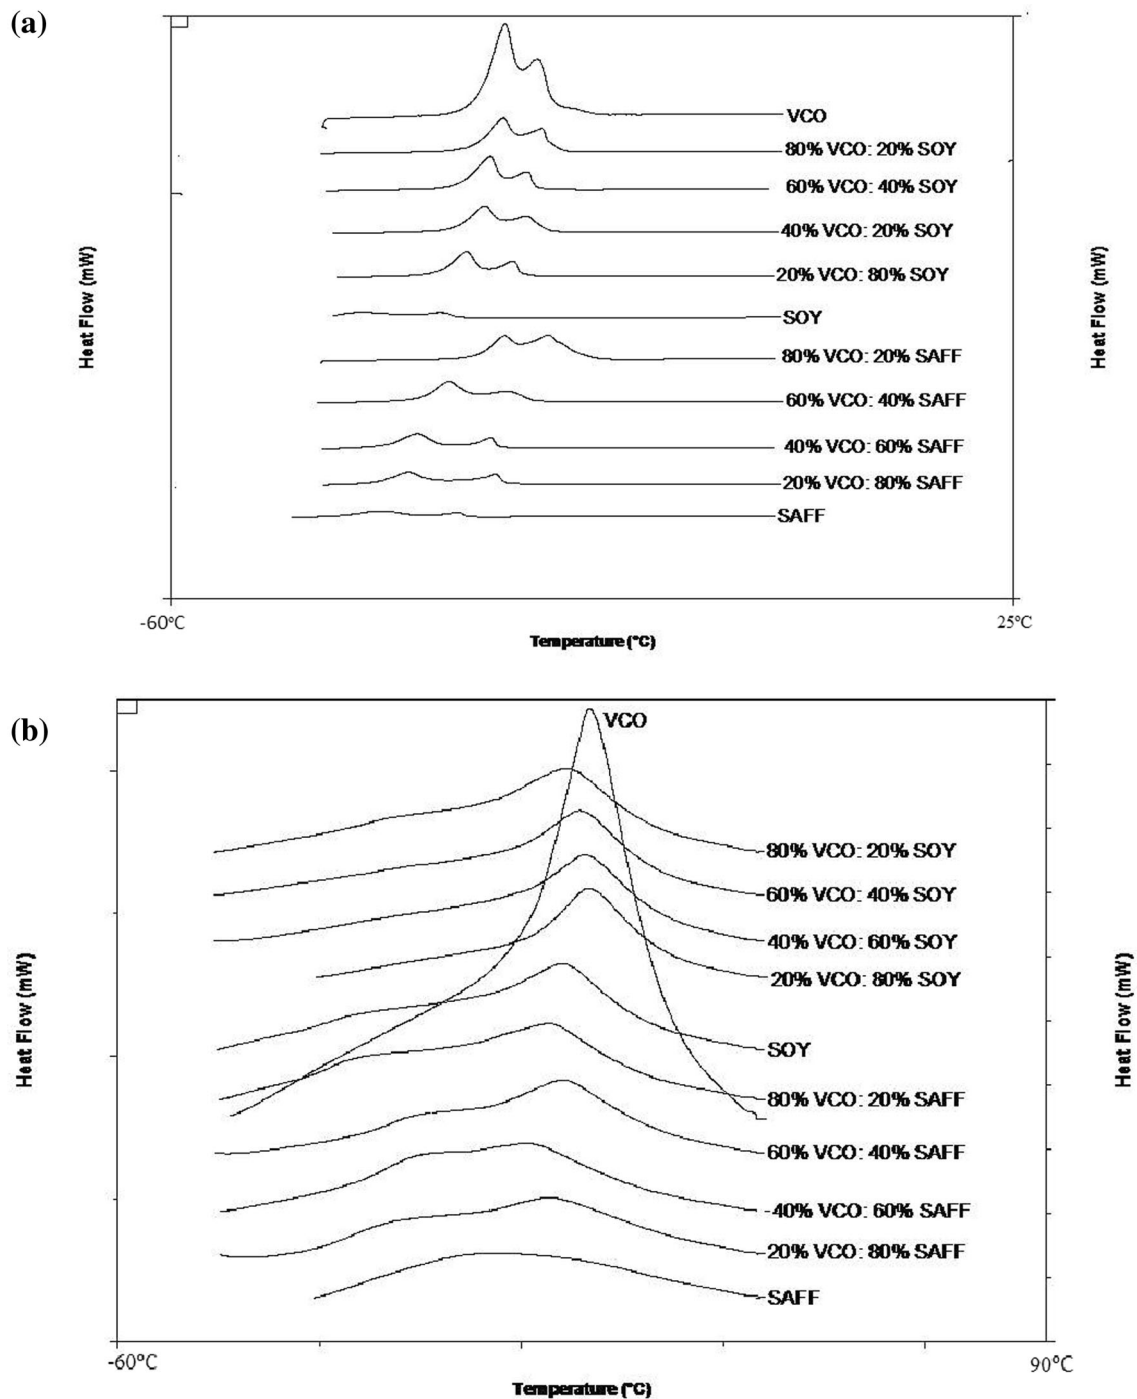 (a)
VCO
80% VCO: 20% SOY
60% VCO: 40% SOY
40% VCO: 20% SOY
20% VCO: 80% SOY
SOY
80% VCO: 20% SAFF
60% VCO: 40% SAFF
40% VCO: 60% SAFF
20% VCO: 80% SAFF
SAFF
Heat Flow (mW)
Heat Flow (mW)
-60°C
25°C
Temperature (°C)
(b)
VCO
80% VCO: 20% SOY
60% VCO: 40% SOY
40% VCO: 60% SOY
20% VCO: 80% SOY
SOY
80% VCO: 20% SAFF
60% VCO: 40% SAFF
40% VCO: 60% SAFF
20% VCO: 80% SAFF
SAFF
Heat Flow (mW)
Heat Flow (mW)
-60°C
90°C
Temperature (°C)